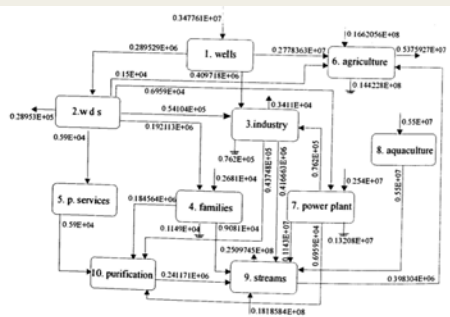 0.347761E+07
0.289529E+06
1. wells
0.2778363E+07
0.1662056E+08
0.5375927E+07
6. agriculture
0.15E+04
0.409718E+06
0.6959E+04
0.144228E+08
2.w d s
0.28953E+05
0.54104E+05
0.192113E+06
0.3411E+04
3.industry
0.55E+07
8. aquaculture
0.59E+04
0.762E+05
0.2681E+04
0.43748E+05
0.416663E+06
0.762E+05
0.254E+07
0.55E+07
5. p. services
4. families
7. power plant
0.184564E+06
0.1149E+04
0.9081E+04
0.1143E+07
0.6959E+04
0.13208E+07
0.59E+04
0.2509745E+08
10. purification
0.241171E+06
9. streams
0.398304E+06
0.1818584E+08